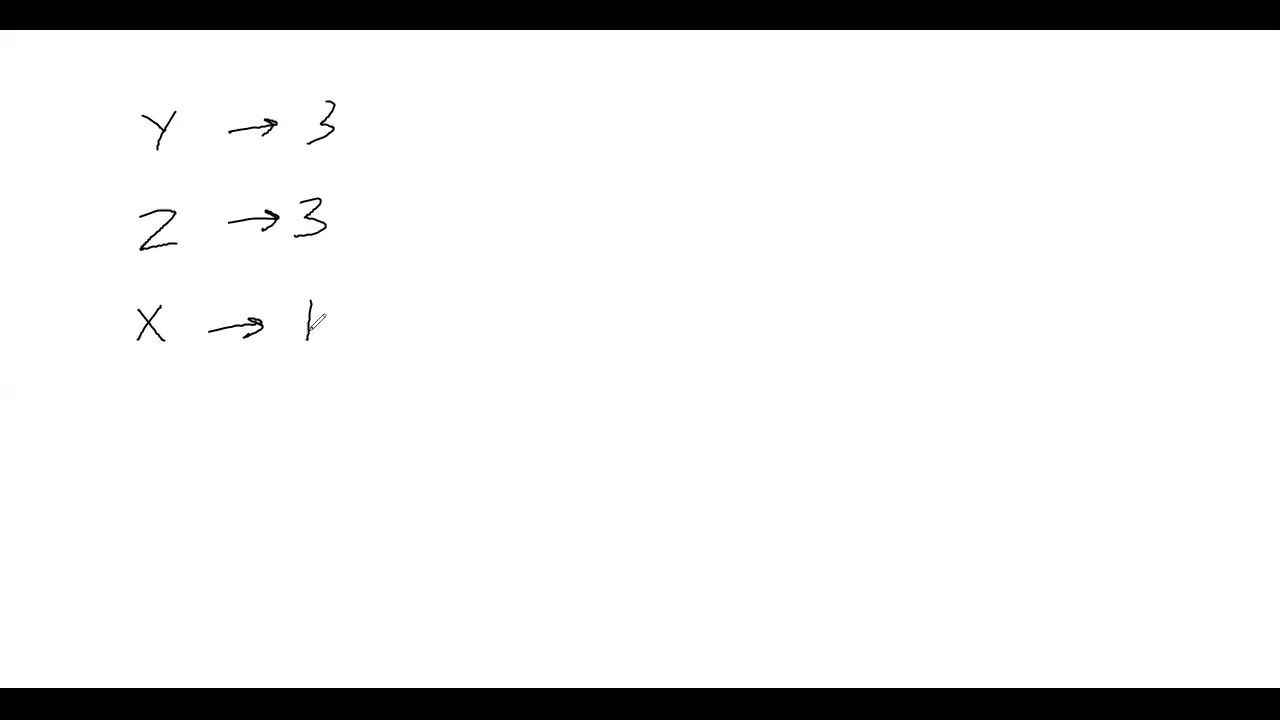 Y → 3
Z → 3
X → 1